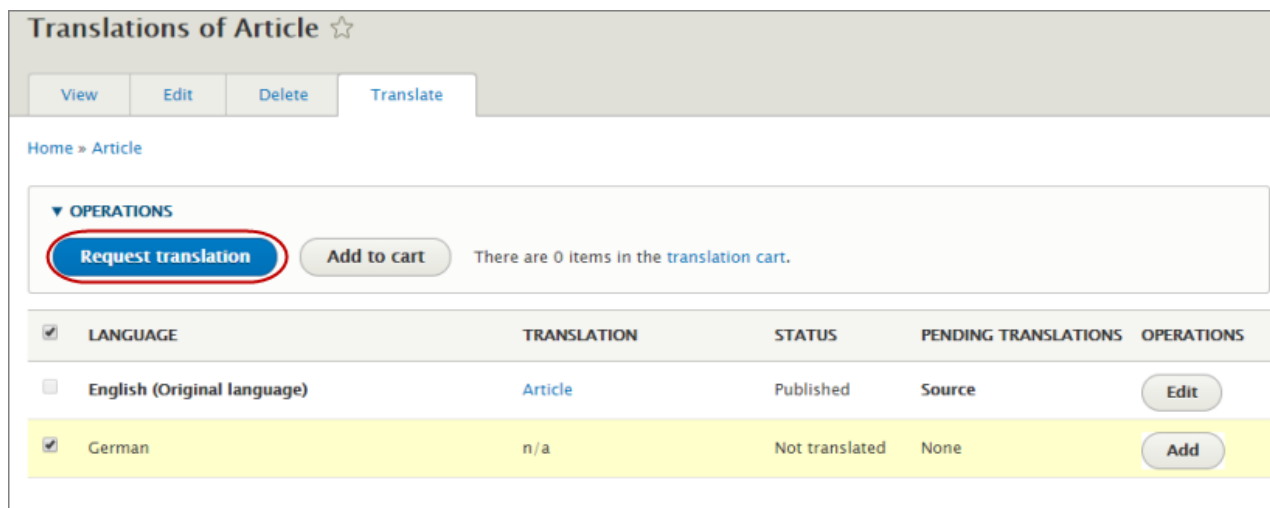 Translations of Article
View Edit Delete Translate
Home » Article
OPERATIONS
Request translation Add to cart There are 0 items in the translation cart.
LANGUAGE TRANSLATION STATUS PENDING TRANSLATIONS OPERATIONS
English (Original language) Article Published Source Edit
German n/a Not translated None Add